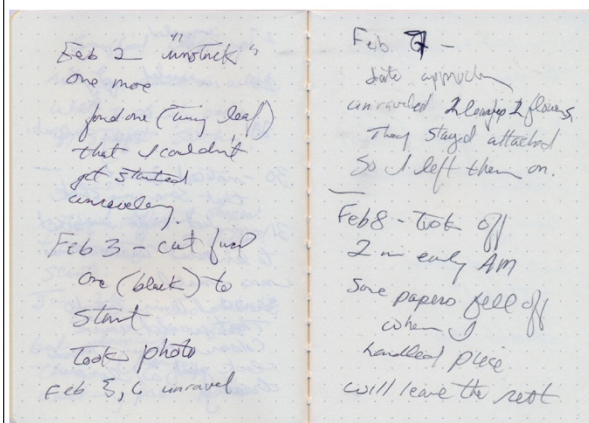 Feb 2 "unstuck"
one more
found one (tiny leaf)
that I couldn't
get started
unraveling.
Feb 3 - cut
one (black) to
start
Took photo
Feb 5, 6 unravel
Feb 7 -
date
unraveled 2 leaves 2 flowers
They stayed attached
So I left them on.
Feb 8 - Took off
2 in early AM
Some papers fell off
when I
handled piece
will leave the rest